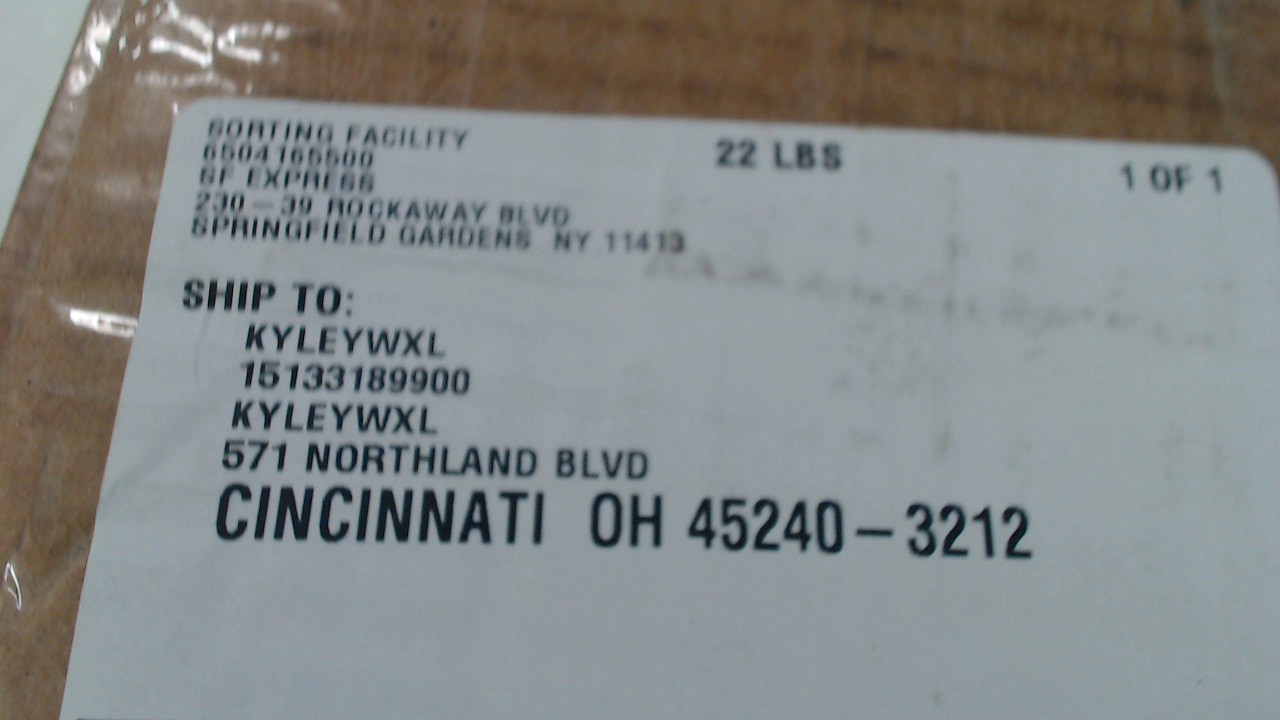 SORTING FACILITY
6504165500
SF EXPRESS
230-39 ROCKAWAY BLVD
SPRINGFIELD GARDENS NY 11413
22 LBS
1 OF 1
SHIP TO:
KYLEYWXL
15133189900
KYLEYWXL
571 NORTHLAND BLVD
CINCINNATI OH 45240-3212